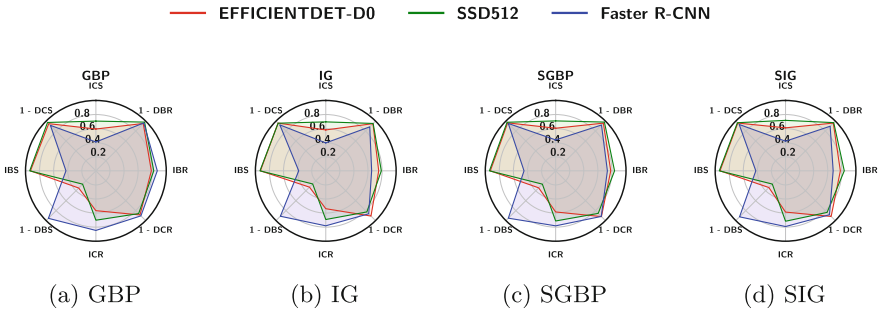 EFFICIENTDET-D0 SSD512 Faster R-CNN
GBP
ICS
1 - DCS
1 - DBR
0.8
0.6
0.4
0.2
IBS
IBR
1 - DBS
1 - DCR
ICR
(a) GBP
IG
ICS
1 - DCS
1 - DBR
0.8
0.6
0.4
0.2
IBS
IBR
1 - DBS
1 - DCR
ICR
(b) IG
SGBP
ICS
1 - DCS
1 - DBR
0.8
0.6
0.4
0.2
IBS
IBR
1 - DBS
1 - DCR
ICR
(c) SGBP
SIG
ICS
1 - DCS
1 - DBR
0.8
0.6
0.4
0.2
IBS
IBR
1 - DBS
1 - DCR
ICR
(d) SIG